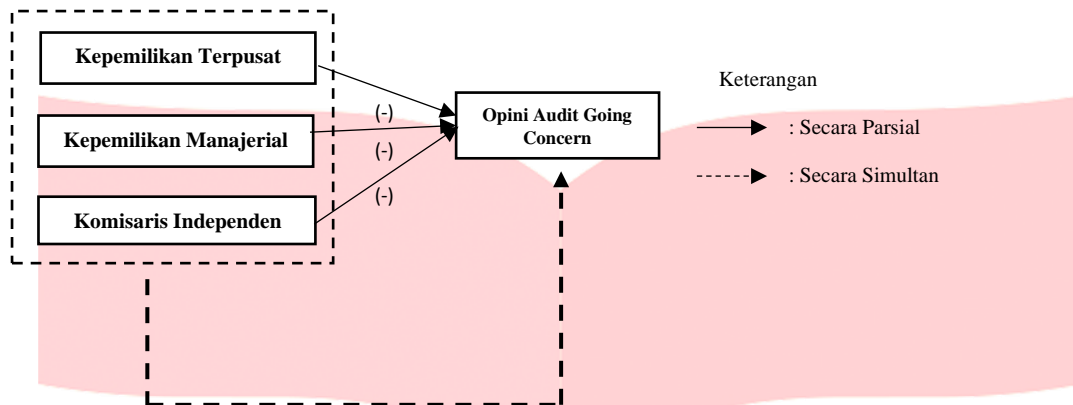 Kepemilikan Terpusat
Kepemilikan Manajerial
Komisaris Independen
(-)
(-)
(-)
Opini Audit Going
Concern
Keterangan
: Secara Parsial
: Secara Simultan